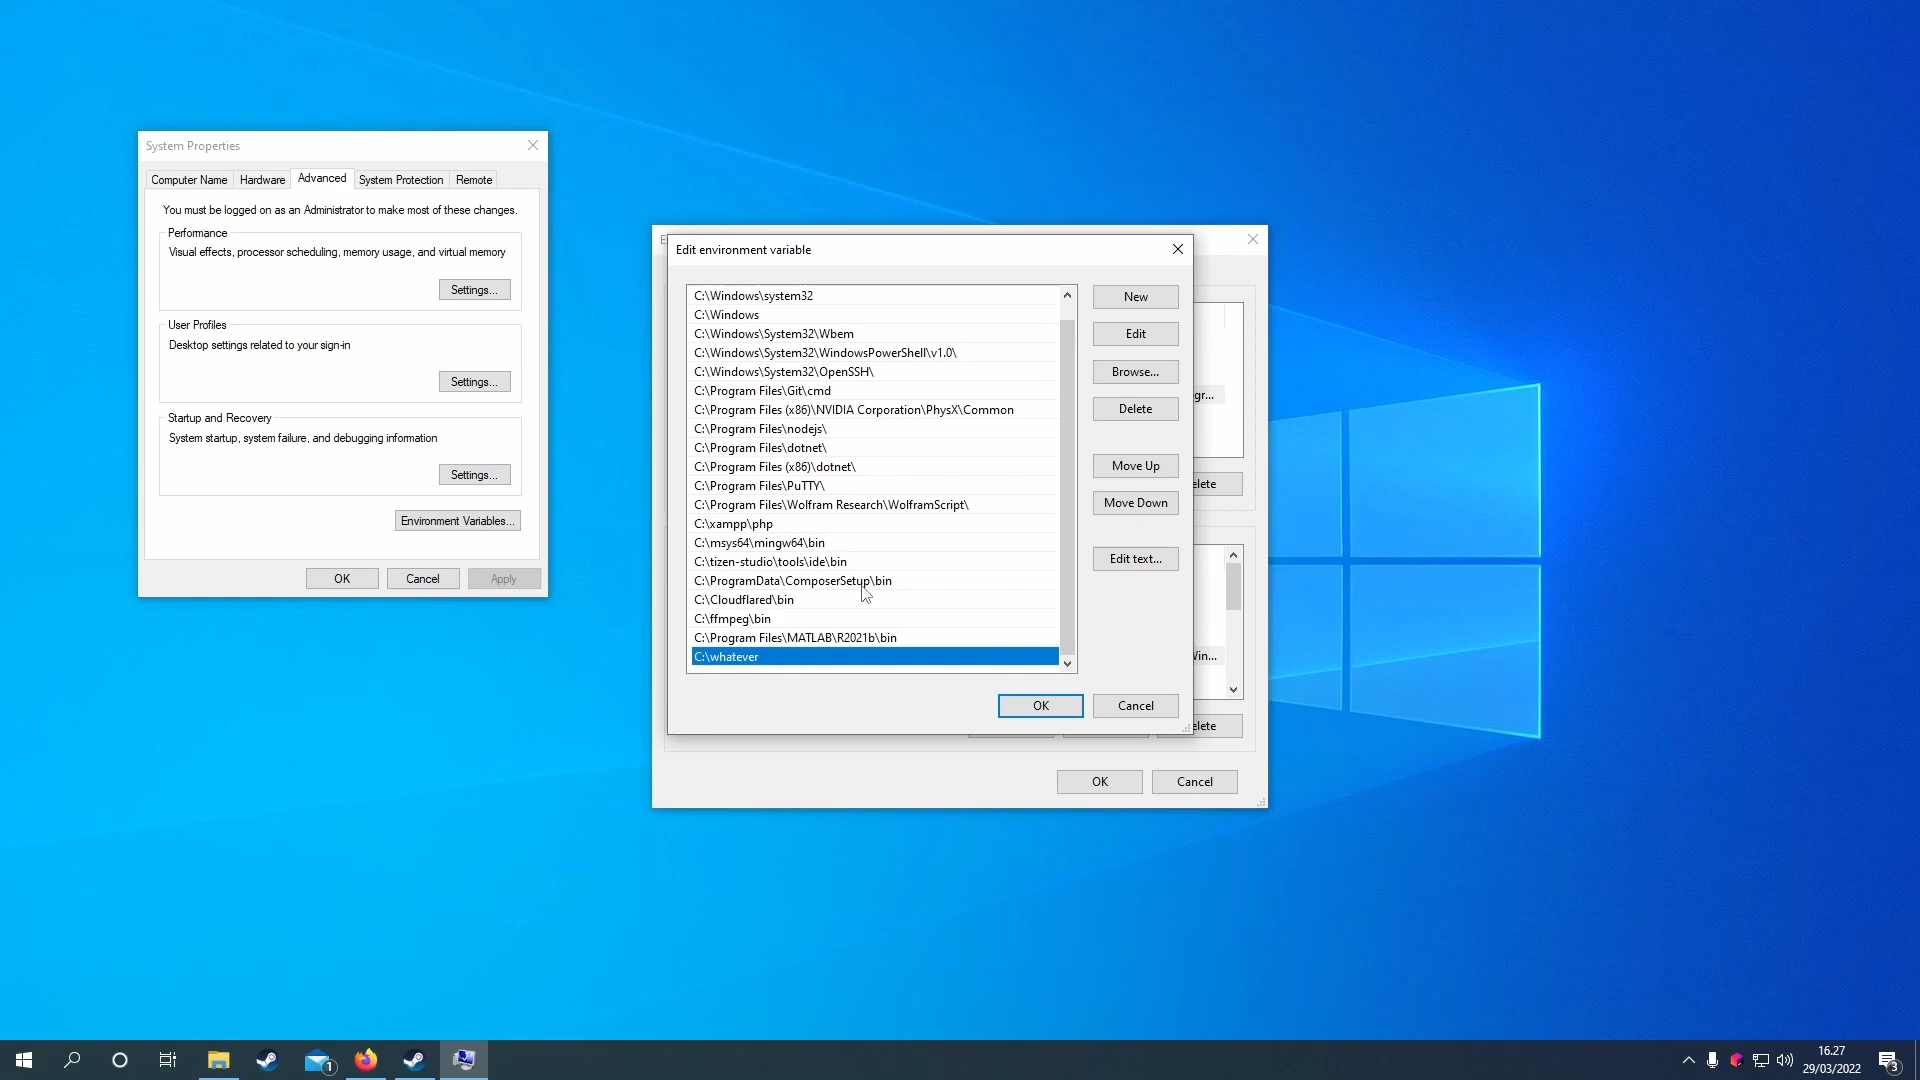 System Properties
Computer Name
Hardware
Advanced
System Protection
Remote
You must be logged on as an Administrator to make most of these changes.
Performance
Visual effects, processor scheduling, memory usage, and virtual memory
Settings...
User Profiles
Desktop settings related to your sign-in
Settings...
Startup and Recovery
System startup, system failure, and debugging information
Settings...
Environment Variables...
OK
Cancel
Apply
E
Edit environment variable
C:\Windows\system32
C:\Windows
C:\Windows\System32\Wbem
C:\Windows\System32\WindowsPowerShell\v1.0\
C:\Windows\System32\OpenSSH\
C:\Program Files\Git\cmd
C:\Program Files (x86)\NVIDIA Corporation\PhysX\Common
C:\Program Files\nodejs\
C:\Program Files\dotnet\
C:\Program Files (x86)\dotnet\
C:\Program Files\PuTTY\
C:\Program Files\Wolfram Research\WolframScript\
C:\xampp\php
C:\msys64\mingw64\bin
C:\tizen-studio\tools\ide\bin
C:\ProgramData\ComposerSetup\bin
C:\Cloudflared\bin
C:\ffmpeg\bin
C:\Program Files\MATLAB\R2021b\bin
C:\whatever
New
Edit
Browse...
Delete
Move Up
Move Down
Edit text...
OK
Cancel
gr...
elete
Win...
elete
OK
Cancel
1
16.27
29/03/2022
3